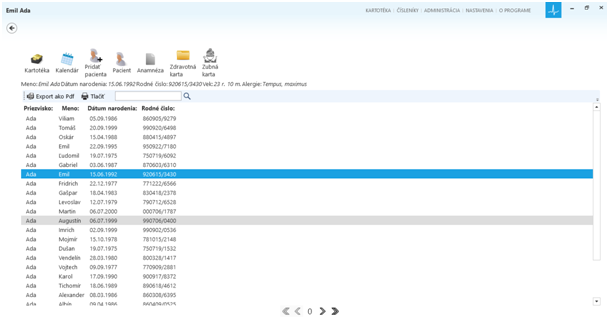 Emil Ada
KARTOTÉKA | ČÍSLENÍKY | ADMINISTRÁCIA | NASTAVENIA | O PROGRAME
Kartotéka Kalendár Pridať pacienta Pacient Anamnéza Zdravotná karta Zubná karta
Meno: Emil Ada Dátum narodenia: 15.06.1992 Rodné číslo: 920615/3430 Vek: 23 r. 10 m. Alergie: Tempus, maximus
Export ako Pdf Tlačiť
Priezvisko: Meno: Dátum narodenia: Rodné číslo:
Ada Viliam 05.09.1986 860905/9279
Ada Tomáš 20.09.1999 990920/6498
Ada Oskár 15.04.1988 880415/4897
Ada Emil 22.09.1995 950922/7180
Ada Ľudomil 19.07.1975 750719/6092
Ada Gabriel 03.06.1987 870603/6310
Ada Emil 15.06.1992 920615/3430
Ada Fridrich 22.12.1977 771222/6566
Ada Gašpar 18.04.1983 830418/2378
Ada Levoslav 12.07.1979 790712/6528
Ada Martin 06.07.2000 000706/1787
Ada Augustín 06.07.1999 990706/0400
Ada Imrich 02.09.1999 990902/0536
Ada Mojmír 15.10.1978 781015/2148
Ada Dušan 19.07.1975 750719/1532
Ada Vendelín 28.03.1980 800328/1417
Ada Vojtech 09.09.1977 770909/2881
Ada Karol 17.09.1990 900917/8372
Ada Tichomír 18.06.1989 890618/4612
Ada Alexander 08.03.1986 860308/6395
Ada Albín 09.04.1986 860409/0525
0